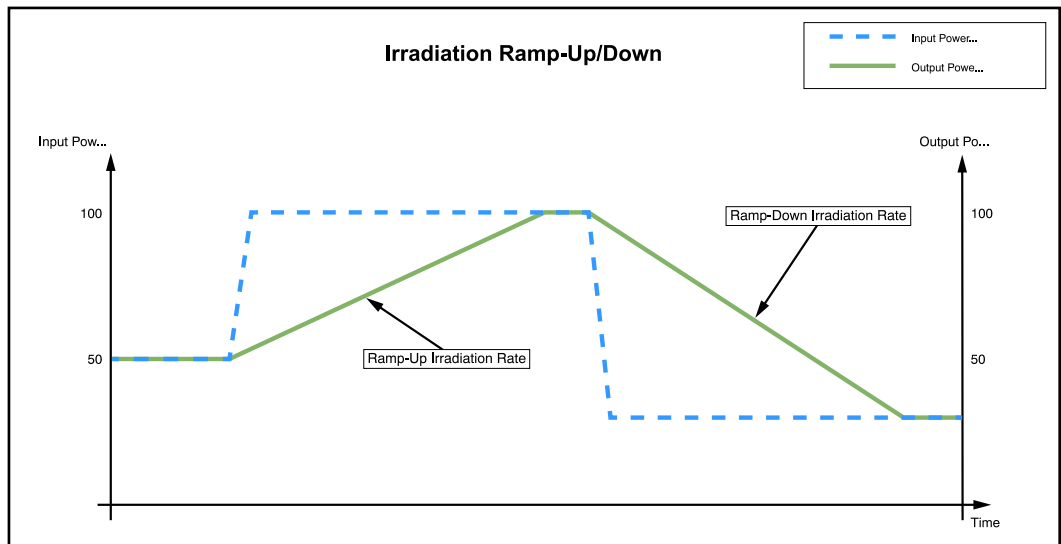 Irradiation Ramp-Up/Down
Input Power...
Output Powe...
Input Pow...
Output Po...
100
100
Ramp-Down Irradiation Rate
50
Ramp-Up Irradiation Rate
50
Time